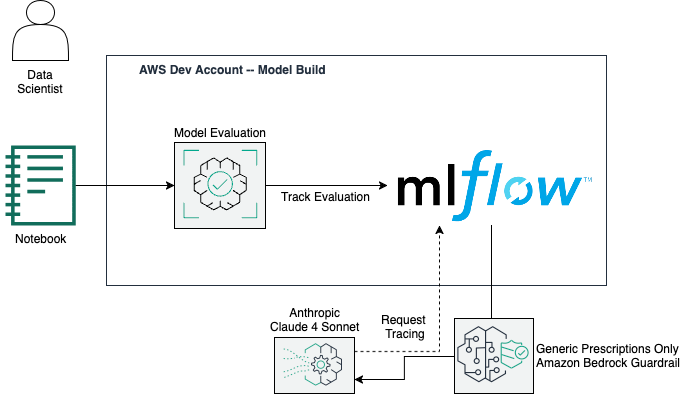 Data
Scientist
AWS Dev Account -- Model Build
Model Evaluation
Track Evaluation
mlflow™
Notebook
Anthropic
Claude 4 Sonnet
Request
Tracing
Generic Prescriptions Only
Amazon Bedrock Guardrail